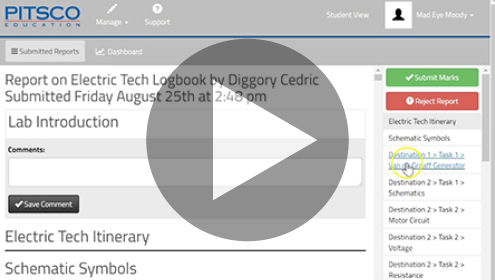 PITSCO
EDUCATION
Manage
Support
Student View
Mad Eye Moody
Submitted Reports
Dashboard
Report on Electric Tech Logbook by Diggory Cedric
Submitted Friday August 25th at 2:48 pm
Lab Introduction
Comments:
Save Comment
Electric Tech Itinerary
Schematic Symbols
Submit Marks
Reject Report
Electric Tech Itinerary
Schematic Symbols
Destination 1 > Task 1 >
Van de Graaff Generator
Destination 2 > Task 1 >
Schematics
Destination 2 > Task 2 >
Motor Circuit
Destination 2 > Task 2 >
Voltage
Destination 2 > Task 2 >
Resistance